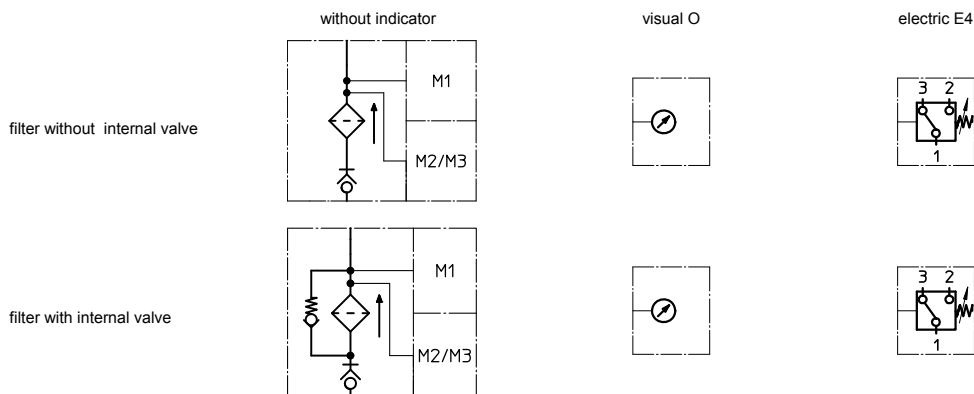 without indicator
visual O
electric E4
filter without internal valve
M1
M2/M3
3 2
1
filter with internal valve
M1
M2/M3
3 2
1